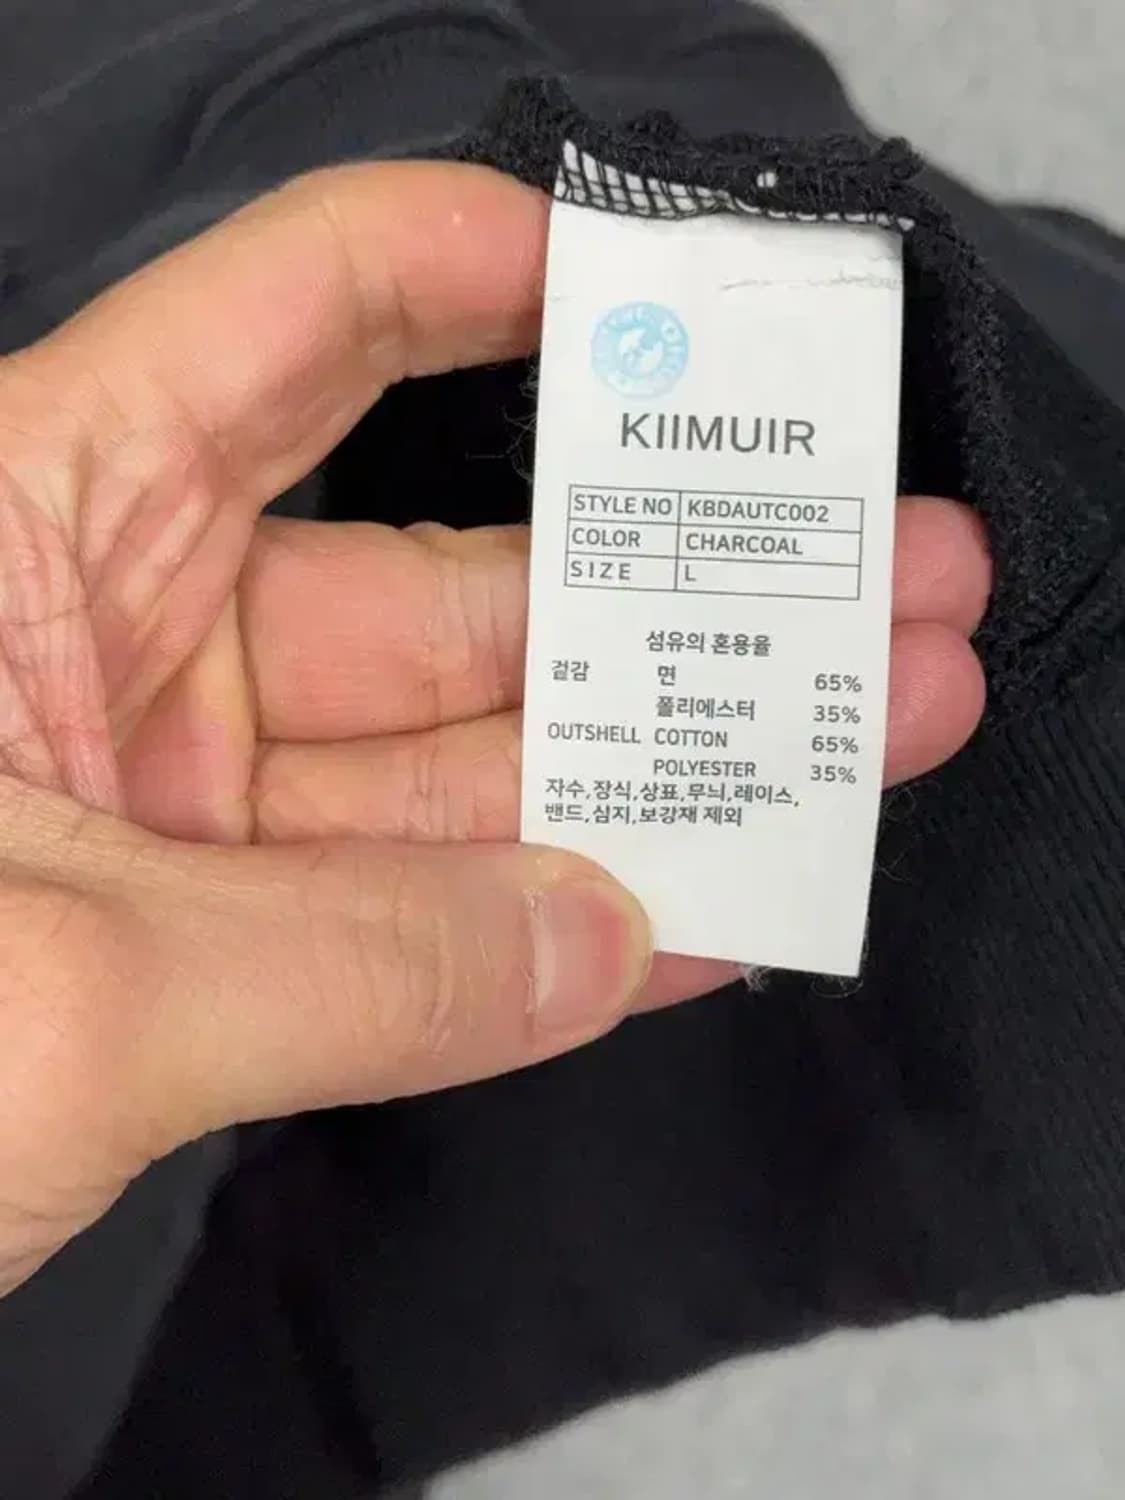 KIIMUIR
STYLE NO KBDAUTC002
COLOR CHARCOAL
SIZE L
섬유의 혼용율
겉감 면 65%
폴리에스터 35%
OUTSHELL COTTON 65%
POLYESTER 35%
자수,장식,상표,무늬,레이스,
밴드,심지,보강재 제외